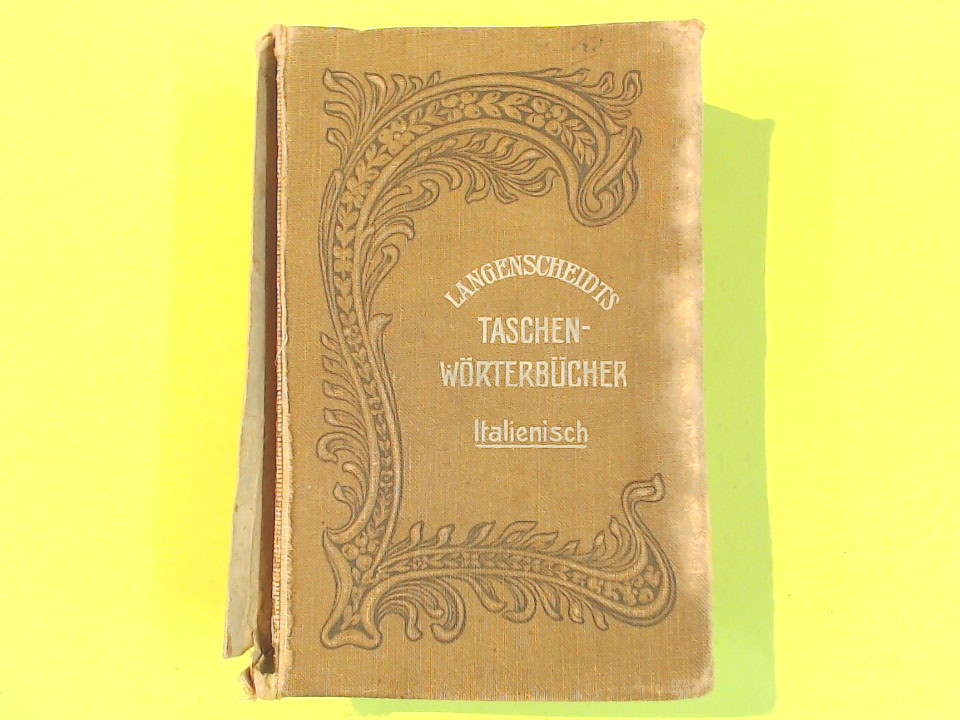 LANGENSCHEIDTS
TASCHEN-
WÖRTERBÜCHER
Italienisch